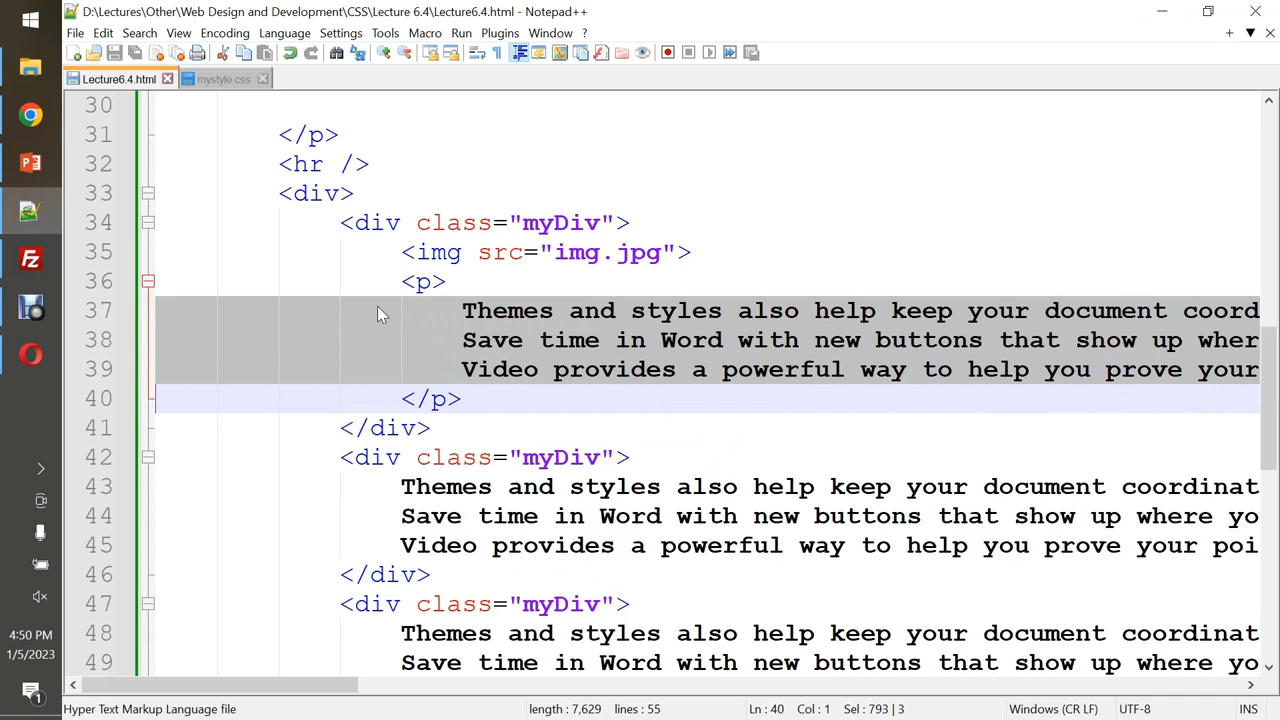 D:\Lectures\Other\Web Design and Development\CSS\Lecture 6.4\Lecture6.4.html - Notepad++
File Edit Search View Encoding Language Settings Tools Macro Run Plugins Window ?
Lecture6.4.html mystyle.css
30
31 </p>
32 <hr />
33 <div>
34 <div class="myDiv">
35 <img src="img.jpg">
36 <p>
37 Themes and styles also help keep your document coord
38 Save time in Word with new buttons that show up wher
39 Video provides a powerful way to help you prove your
40 </p>
41 </div>
42 <div class="myDiv">
43 Themes and styles also help keep your document coordinat
44 Save time in Word with new buttons that show up where yo
45 Video provides a powerful way to help you prove your poi
46 </div>
47 <div class="myDiv">
48 Themes and styles also help keep your document coordinat
49 Save time in Word with new buttons that show up where yo
4:50 PM
1/5/2023
1
Hyper Text Markup Language file length : 7,629 lines : 55 Ln : 40 Col : 1 Sel : 793 | 3 Windows (CR LF) UTF-8 INS